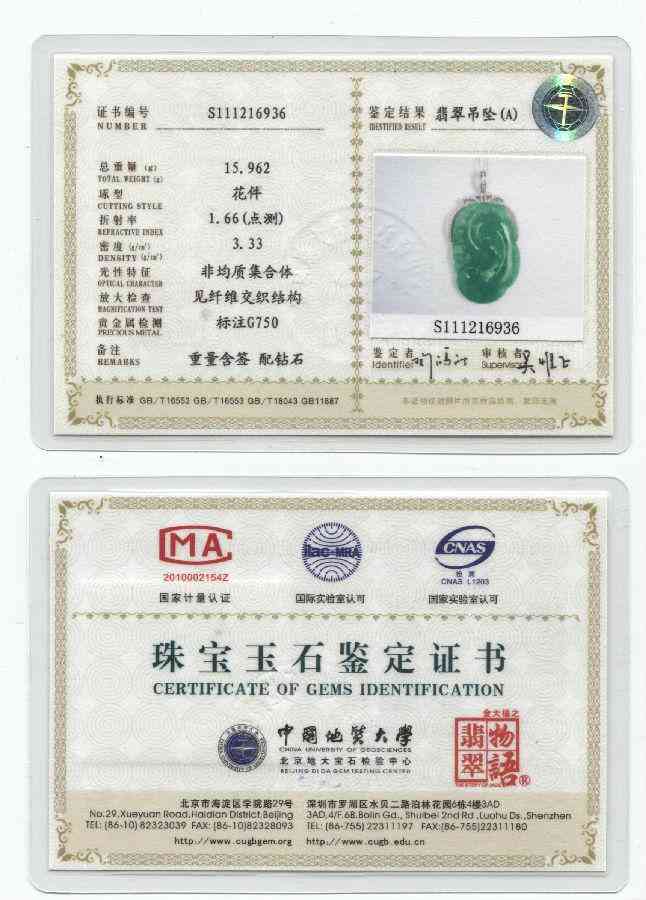 证书编号 S111216936
NUMBER
总重量 (g) 15.962
TOTAL WEIGHT (g)
琢型 花件
CUTTING STYLE
折射率 1.66(点测)
REFRACTIVE INDEX
密度 (g/cm³) 3.33
DENSITY (g/cm³)
光性特征 非均质集合体
OPTICAL CHARACTER
放大检查 见纤维交织结构
MAGNIFICATION TEST
贵金属检测 标注G750
PRECIOUS METAL
备注 重量含签 配钻石
REMARKS
执行标准 GB/T16552 GB/T16553 GB/T18043 GB11887
鉴定结果 翡翠吊坠(A)
IDENTIFIED RESULT
S111216936
鉴定者 审核者
Identifier Supervisor
MA
2010002154Z
国家计量认证
ilac-MRA
国际实验室认可
CNAS
检测
CNAS L1203
国家实验室认可
珠宝玉石鉴定证书
CERTIFICATE OF GEMS IDENTIFICATION
中国地质大学
CHINA UNIVERSITY OF GEOSCIENCES
北京地大宝石检验中心
BEIJING DI DA GEM TESTING CENTER
金大福之
翡翠物語®
北京市海淀区学院路29号
No.29,Xueyuan Road,Haidian District,Beijing
TEL: (86-10) 82323039 FAX: (86-10)82328093
http://www.cugbgem.org
深圳市罗湖区水贝二路泊林花园6栋4楼3AD
3AD,4/F,6B,Bolin Gd., Shuibei 2nd Rd ,Luohu Ds.,Shenzhen
TEL: (86-755) 22311197 FAX:(86-755)22311180
http://www.cugb.edu.cn